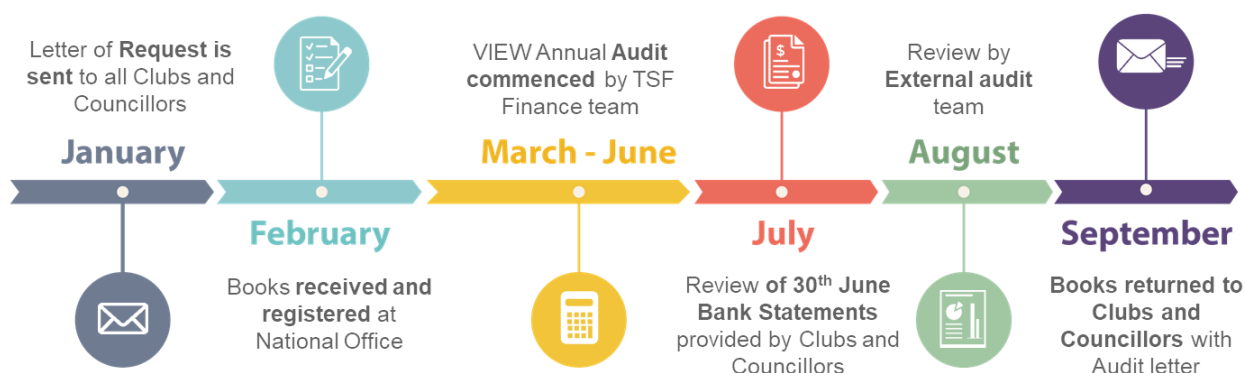 Letter of Request is
sent to all Clubs and
Councillors
January
February
Books received and
registered at
National Office
VIEW Annual Audit
commenced by TSF
Finance team
March - June
$
July
Review of 30th June
Bank Statements
provided by Clubs and
Councillors
Review by
External audit
team
August
September
Books returned to
Clubs and
Councillors with
Audit letter